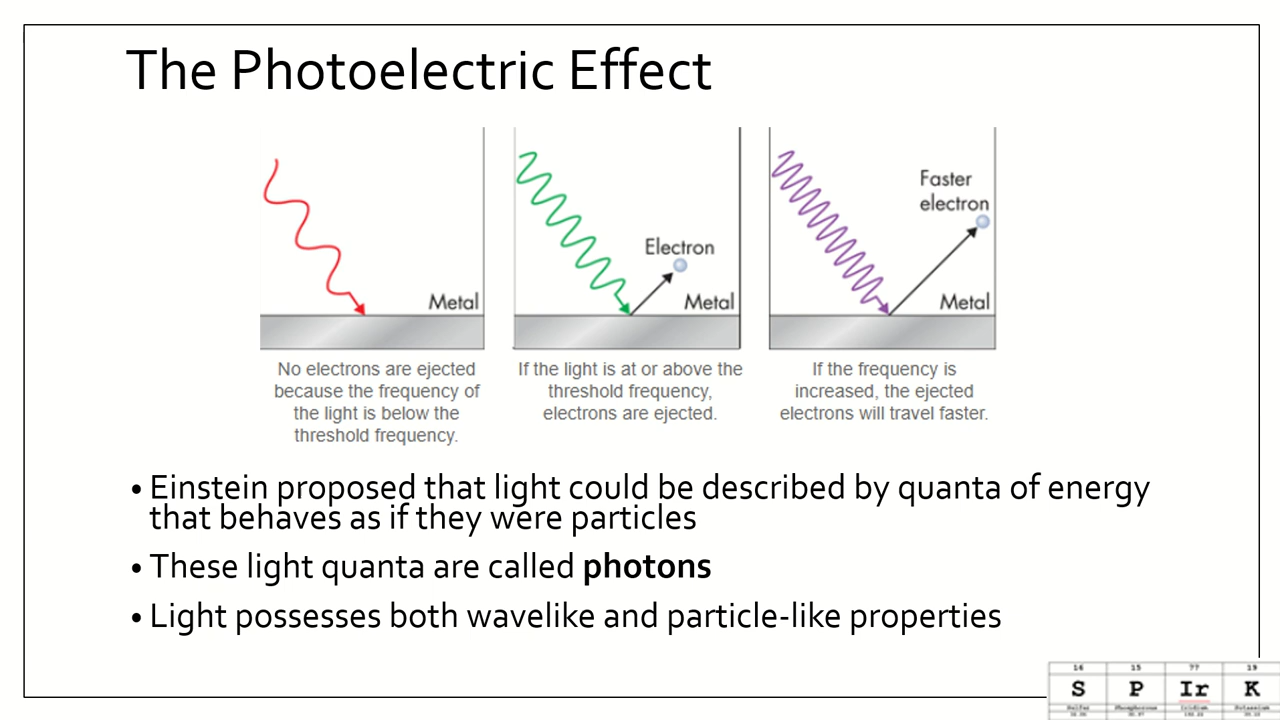 The Photoelectric Effect
Faster
electron
Electron
Metal
Metal
Metal
No electrons are ejected
because the frequency of
the light is below the
threshold frequency.
If the light is at or above the
threshold frequency,
electrons are ejected.
If the frequency is
increased, the ejected
electrons will travel faster.
• Einstein proposed that light could be described by quanta of energy
that behaves as if they were particles
• These light quanta are called photons
• Light possesses both wavelike and particle-like properties
16 15 77 19
S P Ir K
Sulfur Phosphorous Iridium Potassium